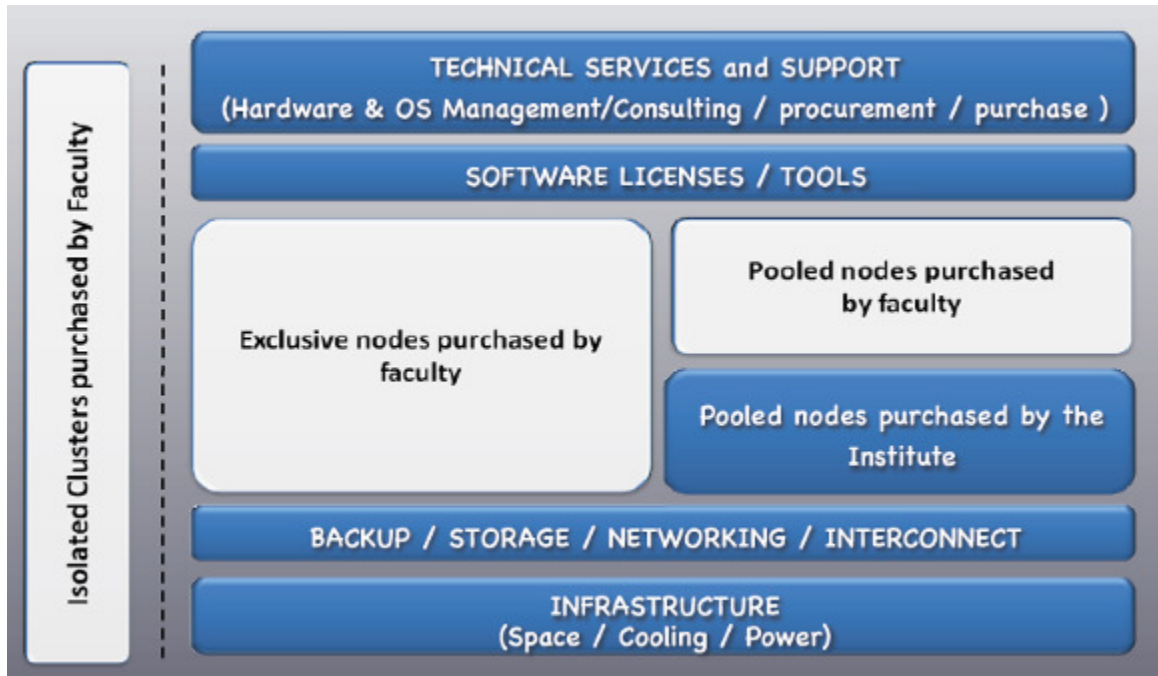 Isolated Clusters purchased by Faculty
TECHNICAL SERVICES and SUPPORT
(Hardware & OS Management/Consulting / procurement / purchase )
SOFTWARE LICENSES / TOOLS
Exclusive nodes purchased by
faculty
Pooled nodes purchased
by faculty
Pooled nodes purchased by the
Institute
BACKUP / STORAGE / NETWORKING / INTERCONNECT
INFRASTRUCTURE
(Space / Cooling / Power)